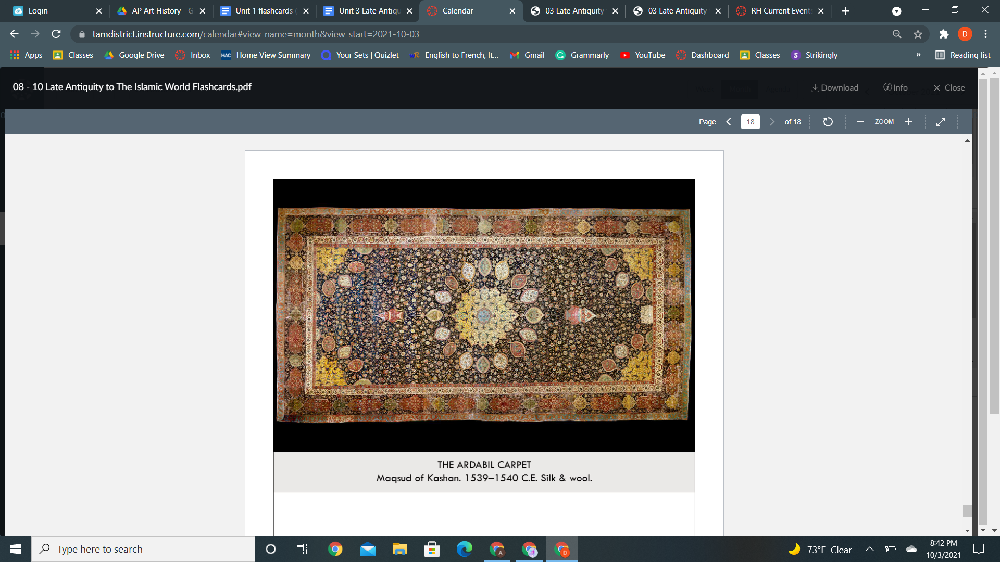 Login
AP Art History - G
Unit 1 flashcards (
Unit 3 Late Antiqu
Calendar
03 Late Antiquity
03 Late Antiquity
RH Current Events
tamdistrict.instructure.com/calendar#view_name=month&view_start=2021-10-03
D
Apps
Classes
Google Drive
Inbox
HAC Home View Summary
Your Sets | Quizlet
English to French, It...
Gmail
Grammarly
YouTube
Dashboard
Classes
Strikingly
»
Reading list
08 - 10 Late Antiquity to The Islamic World Flashcards.pdf
Download
Info
Close
Page 18 of 18
ZOOM
THE ARDABIL CARPET
Maqsud of Kashan. 1539–1540 C.E. Silk & wool.
Type here to search
73°F Clear
8:42 PM
10/3/2021